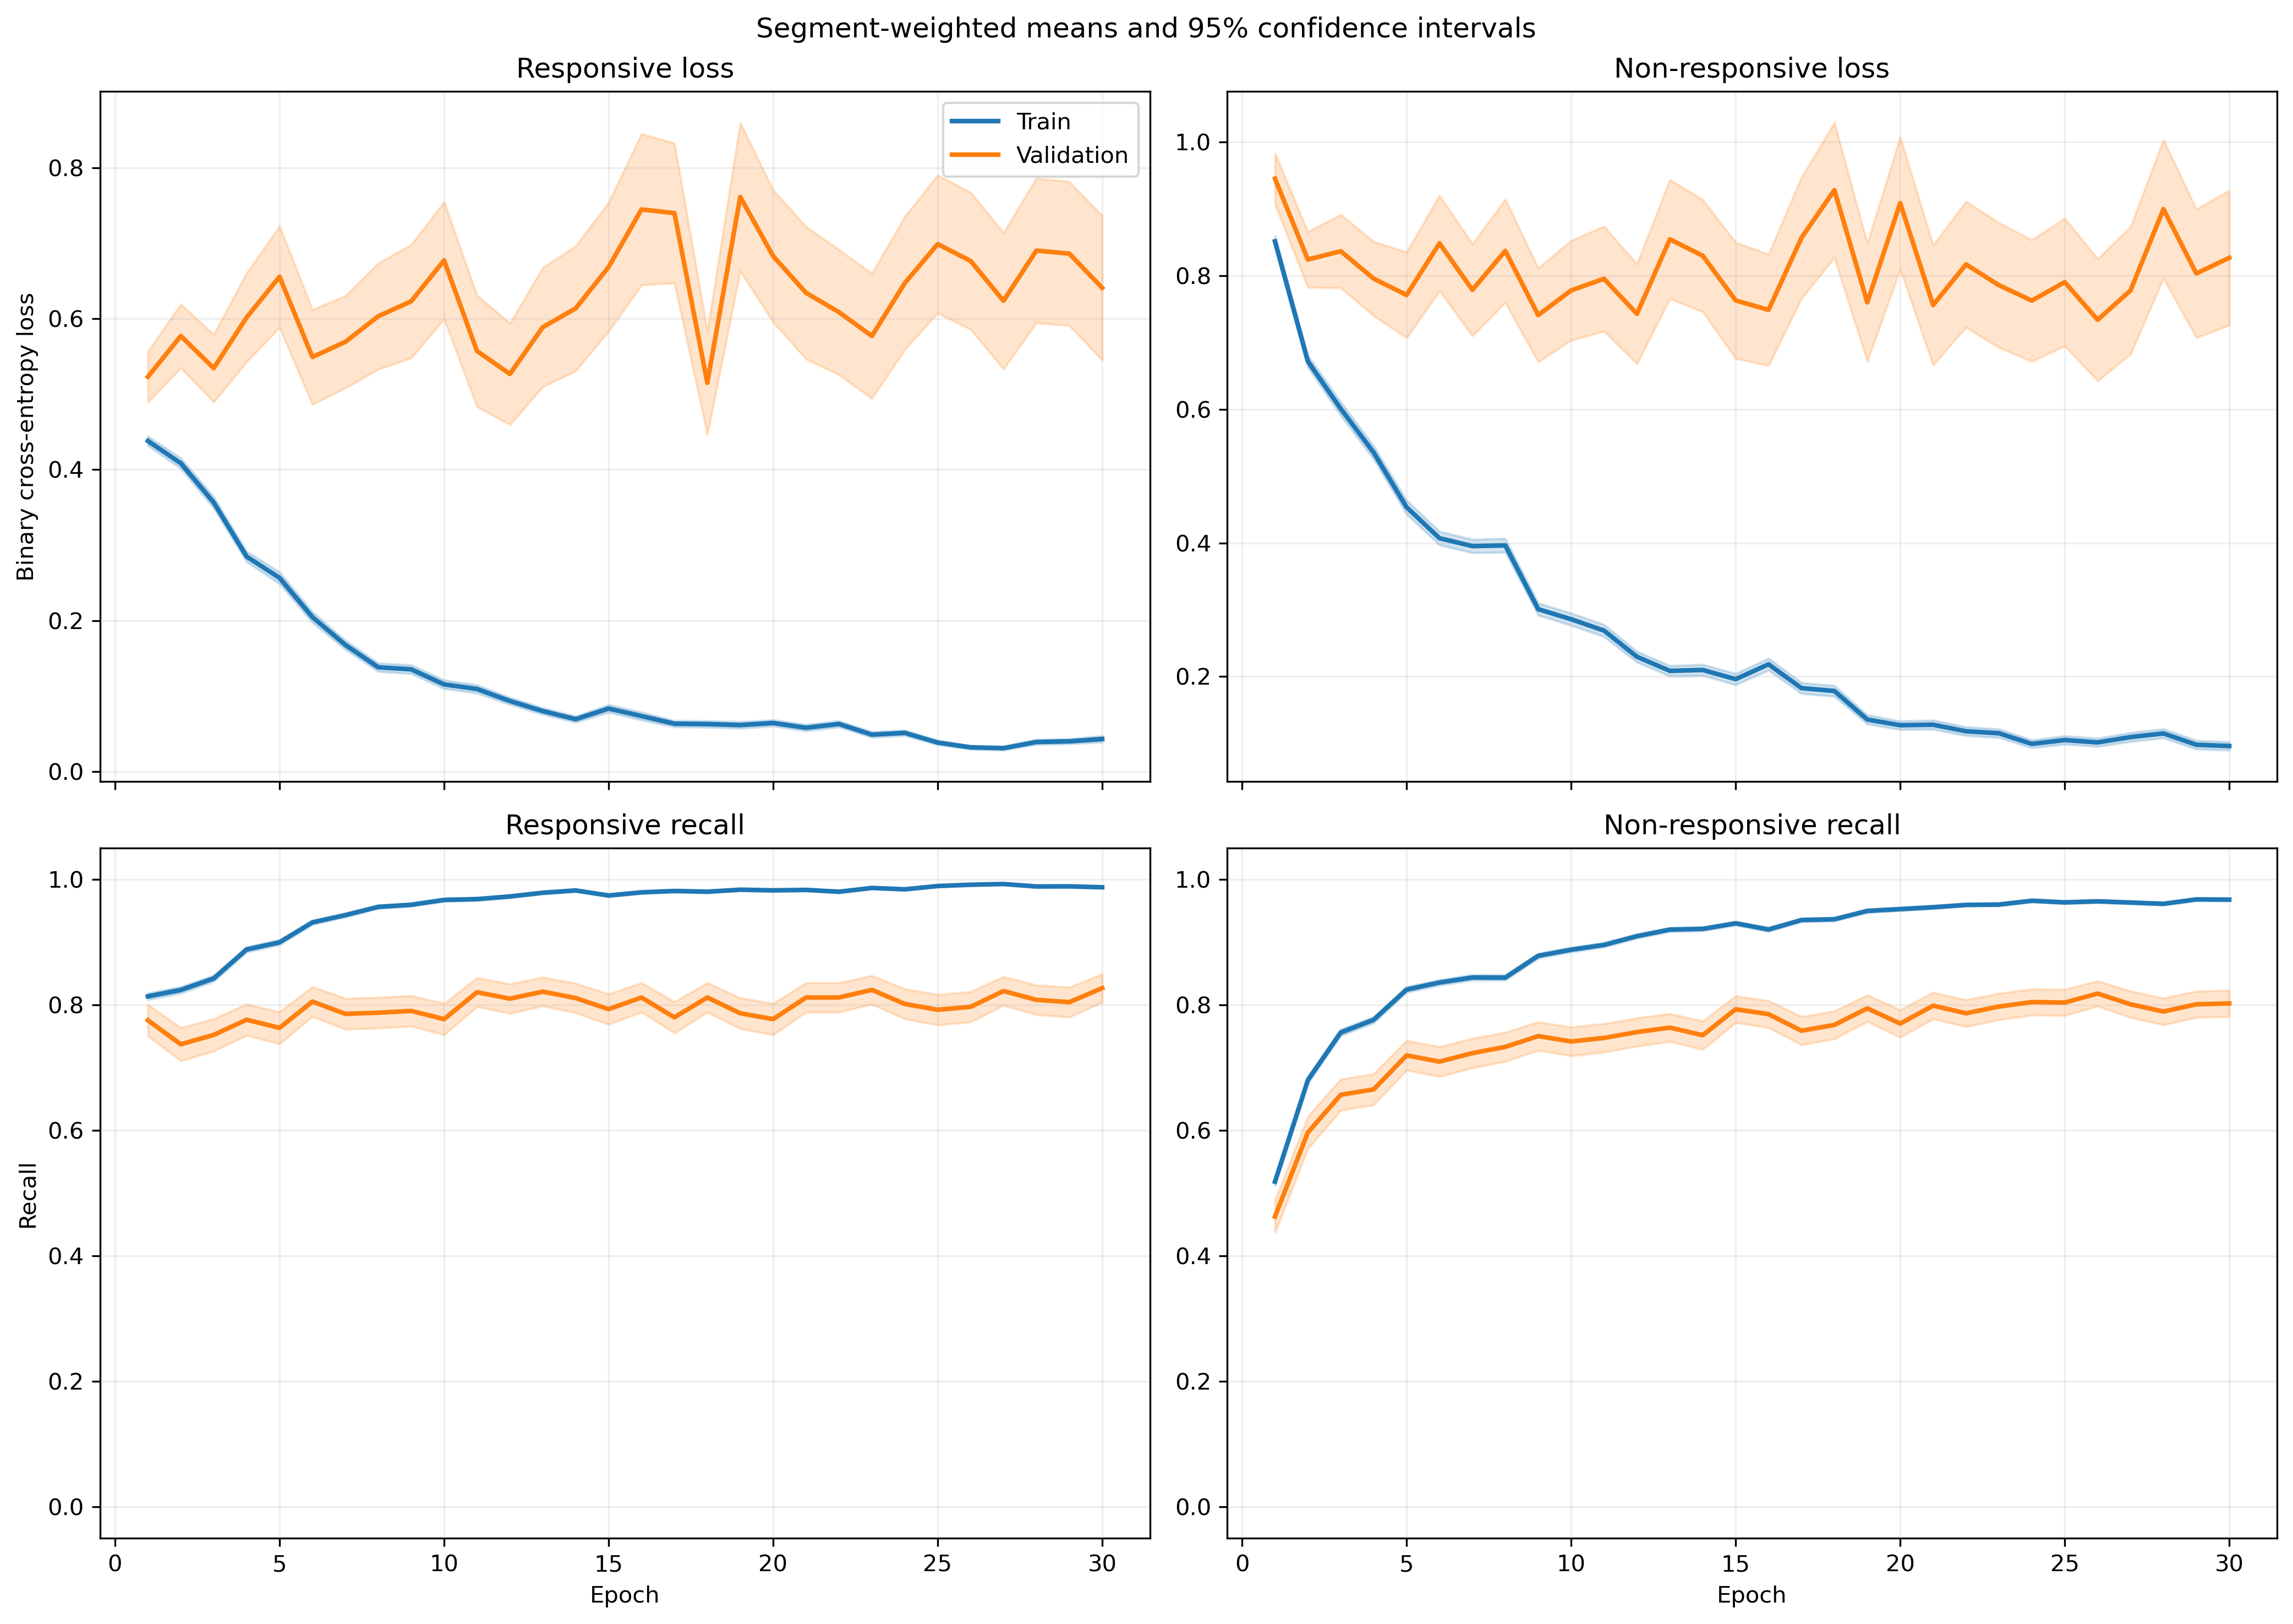 Segment-weighted means and 95% confidence intervals
Responsive loss
Train
Validation
Binary cross-entropy loss
0.8
0.6
0.4
0.2
0.0
Non-responsive loss
1.0
0.8
0.6
0.4
0.2
Responsive recall
Recall
1.0
0.8
0.6
0.4
0.2
0.0
0 5 10 15 20 25 30
Epoch
Non-responsive recall
1.0
0.8
0.6
0.4
0.2
0.0
0 5 10 15 20 25 30
Epoch